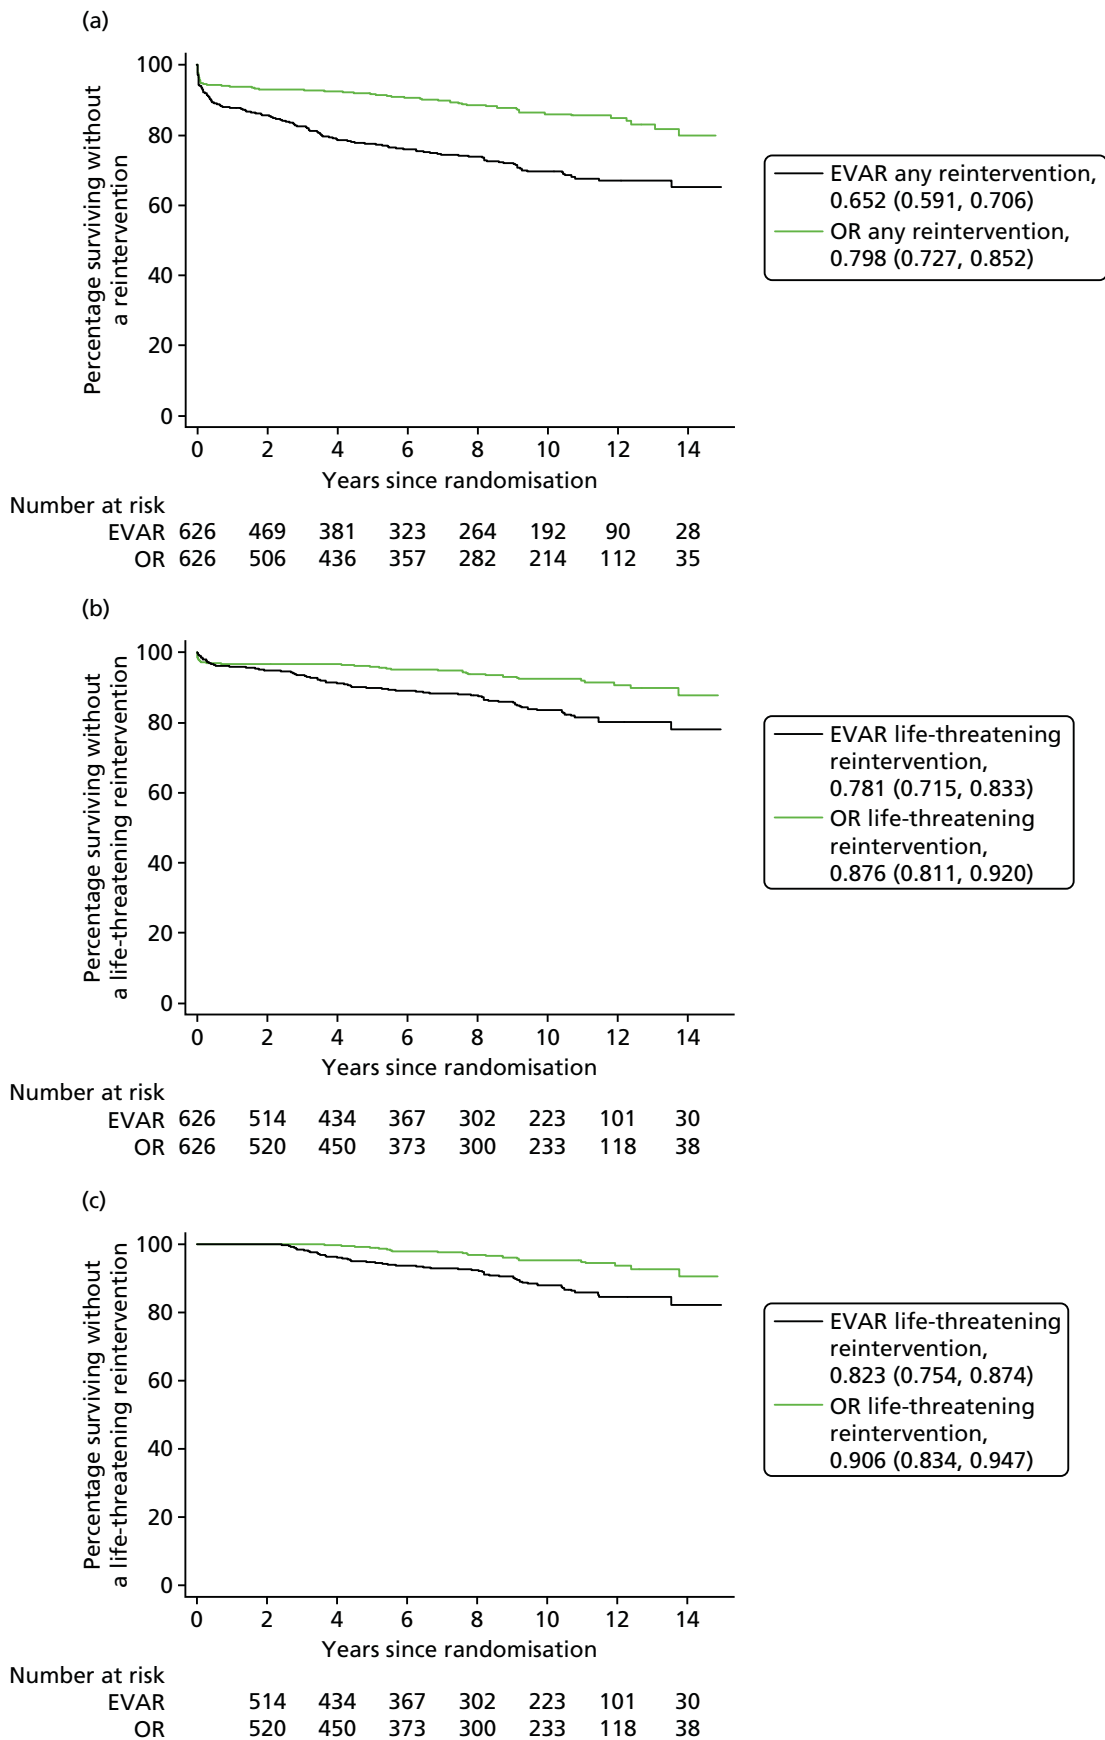 (a)
Percentage surviving without
a reintervention
100
80
60
40
20
0
0 2 4 6 8 10 12 14
Years since randomisation
EVAR any reintervention,
0.652 (0.591, 0.706)
OR any reintervention,
0.798 (0.727, 0.852)
Number at risk
EVAR 626 469 381 323 264 192 90 28
OR 626 506 436 357 282 214 112 35
(b)
Percentage surviving without
a life-threatening reintervention
100
80
60
40
20
0
0 2 4 6 8 10 12 14
Years since randomisation
EVAR life-threatening
reintervention,
0.781 (0.715, 0.833)
OR life-threatening
reintervention,
0.876 (0.811, 0.920)
Number at risk
EVAR 626 514 434 367 302 223 101 30
OR 626 520 450 373 300 233 118 38
(c)
Percentage surviving without
a life-threatening reintervention
100
80
60
40
20
0
0 2 4 6 8 10 12 14
Years since randomisation
EVAR life-threatening
reintervention,
0.823 (0.754, 0.874)
OR life-threatening
reintervention,
0.906 (0.834, 0.947)
Number at risk
EVAR 514 434 367 302 223 101 30
OR 520 450 373 300 233 118 38